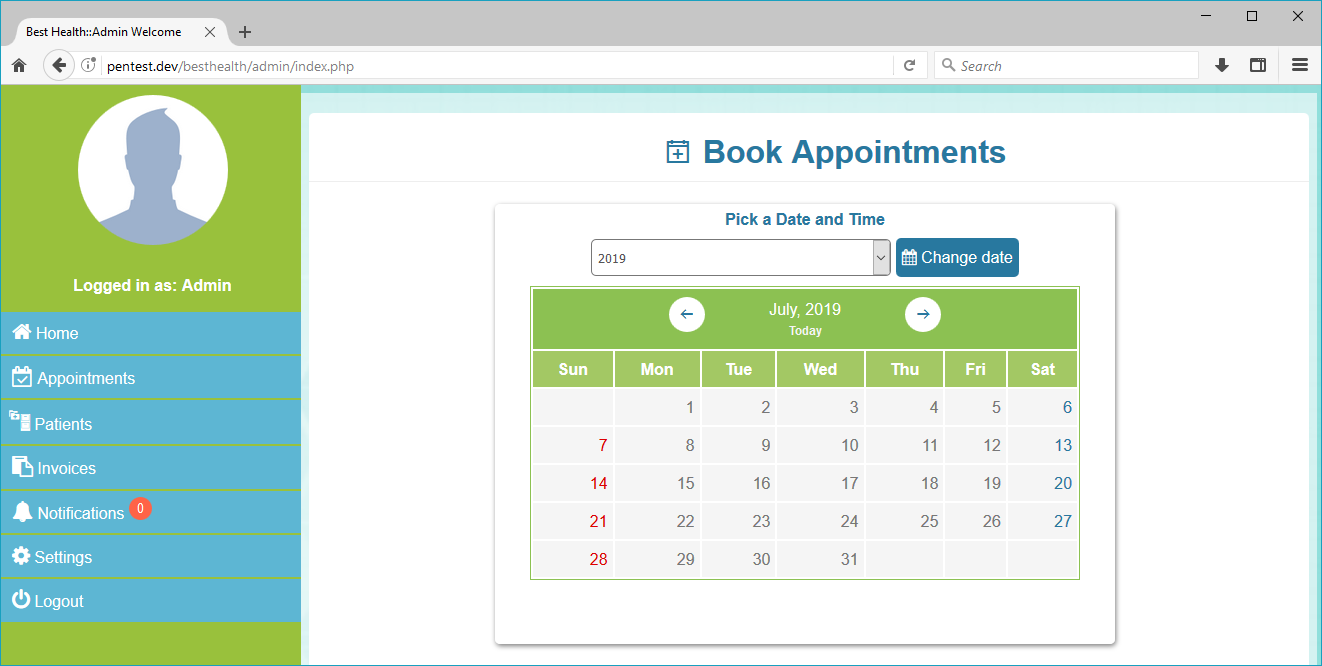 Best Health::Admin Welcome
pentest.dev/besthealth/admin/index.php
Search
Logged in as: Admin
Home
Appointments
Patients
Invoices
Notifications 0
Settings
Logout
Book Appointments
Pick a Date and Time
2019 Change date
July, 2019
Today
Sun Mon Tue Wed Thu Fri Sat
1 2 3 4 5 6
7 8 9 10 11 12 13
14 15 16 17 18 19 20
21 22 23 24 25 26 27
28 29 30 31